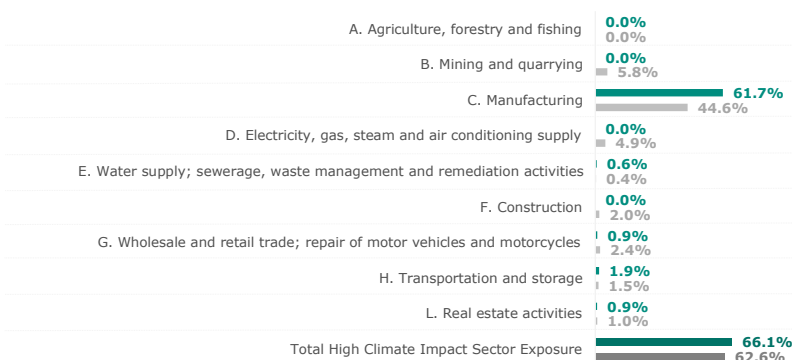 A. Agriculture, forestry and fishing 0.0%
0.0%
B. Mining and quarrying 0.0%
5.8%
C. Manufacturing 61.7%
44.6%
D. Electricity, gas, steam and air conditioning supply 0.0%
4.9%
E. Water supply; sewerage, waste management and remediation activities 0.6%
0.4%
F. Construction 0.0%
2.0%
G. Wholesale and retail trade; repair of motor vehicles and motorcycles 0.9%
2.4%
H. Transportation and storage 1.9%
1.5%
L. Real estate activities 0.9%
1.0%
Total High Climate Impact Sector Exposure 66.1%
62.6%